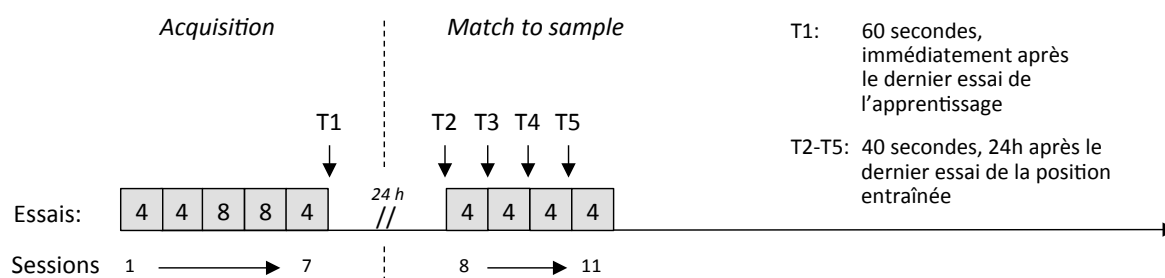 Acquisition
Match to sample
T1: 60 secondes,
immédiatement après
le dernier essai de
l'apprentissage
T1
T2 T3 T4 T5
T2-T5: 40 secondes, 24h après le
dernier essai de la position
entraînée
24 h
//
Essais: 4 4 8 8 4 4 4 4 4
Sessions 1 7 8 11